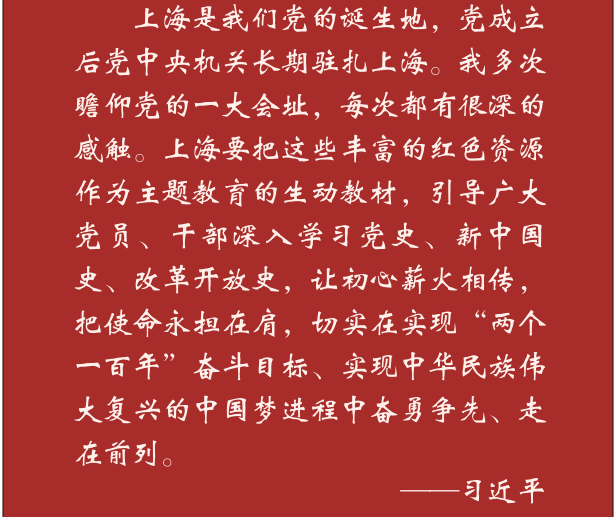 上海是我们党的诞生地，党成立
后党中央机关长期驻扎上海。我多次
瞻仰党的一大会址，每次都有很深的
感触。上海要把这些丰富的红色资源
作为主题教育的生动教材，引导广大
党员、干部深入学习党史、新中国
史、改革开放史，让初心薪火相传，
把使命永担在肩，切实在实现“两个
一百年”奋斗目标、实现中华民族伟
大复兴的中国梦进程中奋勇争先、走
在前列。
——习近平